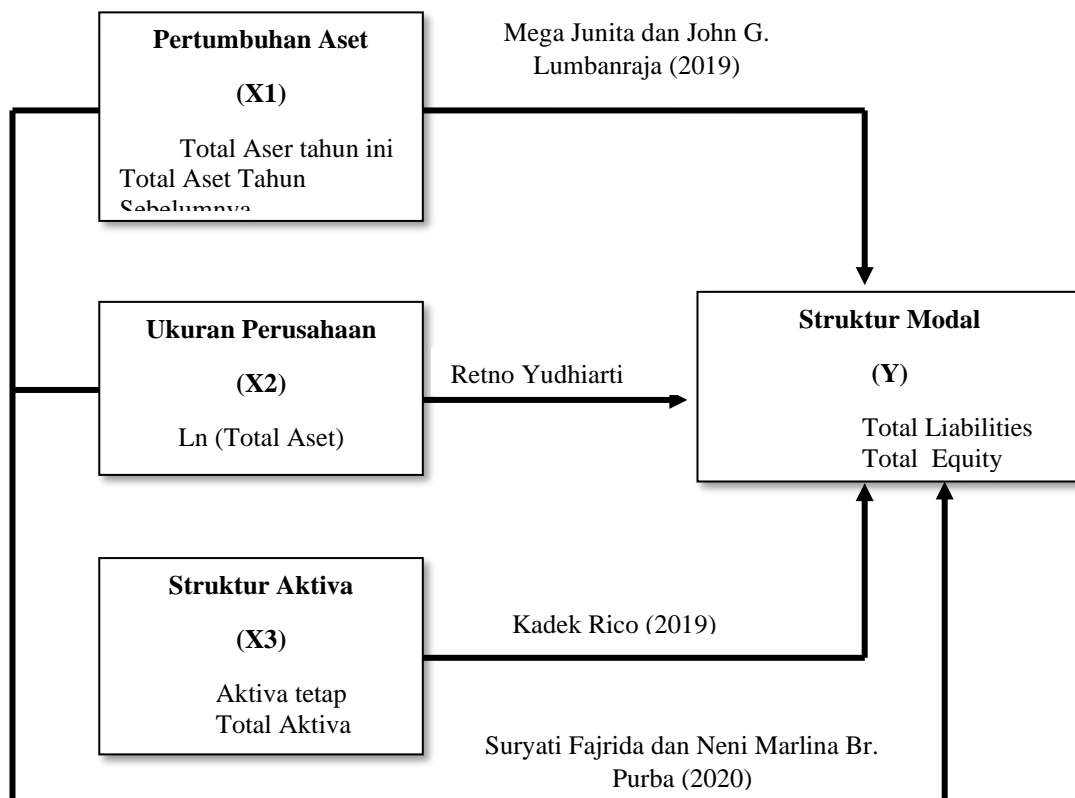 Pertumbuhan Aset
(X1)
Total Aser tahun ini
Total Aset Tahun
Sebelumnya
Mega Junita dan John G.
Lumbanraja (2019)
Ukuran Perusahaan
(X2)
Ln (Total Aset)
Retno Yudhiarti
Struktur Modal
(Y)
Total Liabilities
Total Equity
Struktur Aktiva
(X3)
Aktiva tetap
Total Aktiva
Kadek Rico (2019)
Suryati Fajrida dan Neni Marlina Br.
Purba (2020)